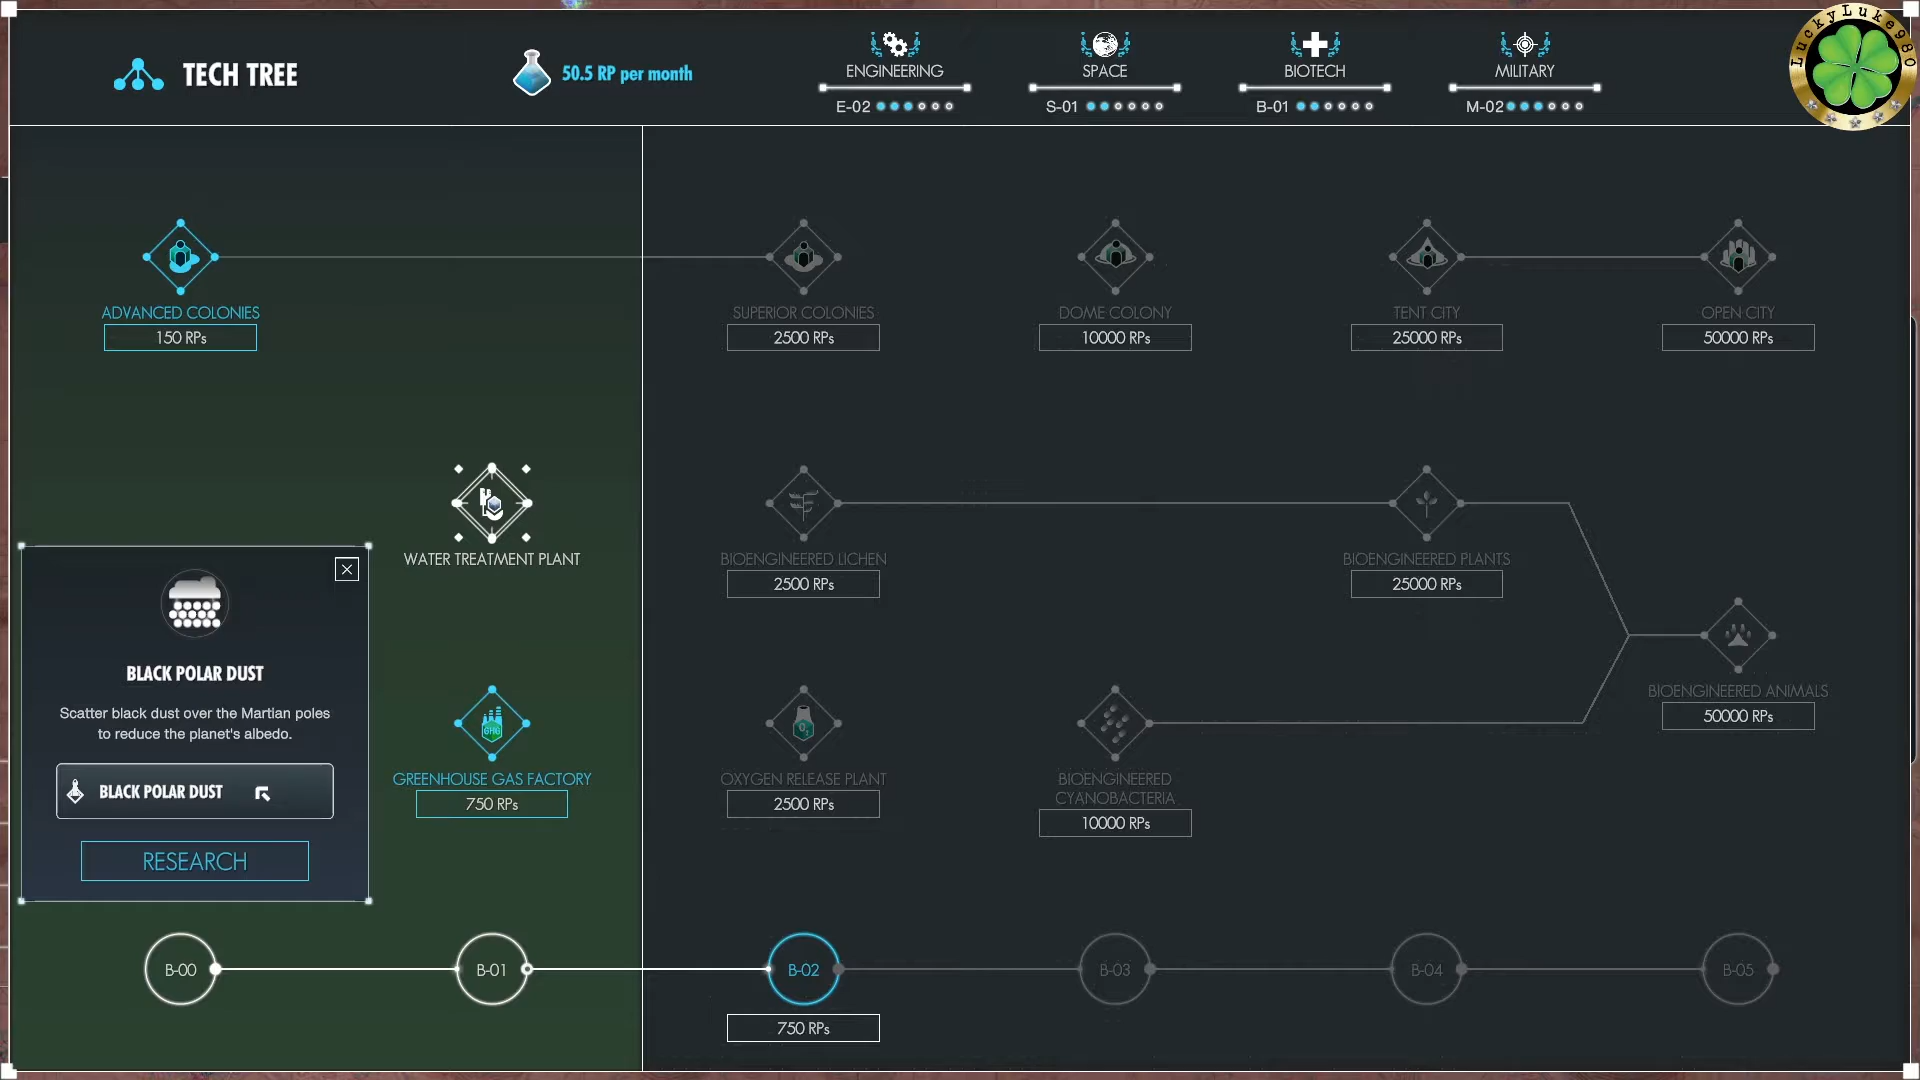 TECH TREE
50.5 RP per month
ENGINEERING
E-02
SPACE
S-01
BIOTECH
B-01
MILITARY
M-02
LuckyLuke980
ADVANCED COLONIES
150 RPs
SUPERIOR COLONIES
2500 RPs
DOME COLONY
10000 RPs
TENT CITY
25000 RPs
OPEN CITY
50000 RPs
WATER TREATMENT PLANT
BIOENGINEERED LICHEN
2500 RPs
BIOENGINEERED PLANTS
25000 RPs
BIOENGINEERED ANIMALS
50000 RPs
BLACK POLAR DUST
Scatter black dust over the Martian poles
to reduce the planet's albedo.
BLACK POLAR DUST
RESEARCH
GHG
GREENHOUSE GAS FACTORY
750 RPs
O2
OXYGEN RELEASE PLANT
2500 RPs
BIOENGINEERED
CYANOBACTERIA
10000 RPs
B-00
B-01
B-02
B-03
B-04
B-05
750 RPs